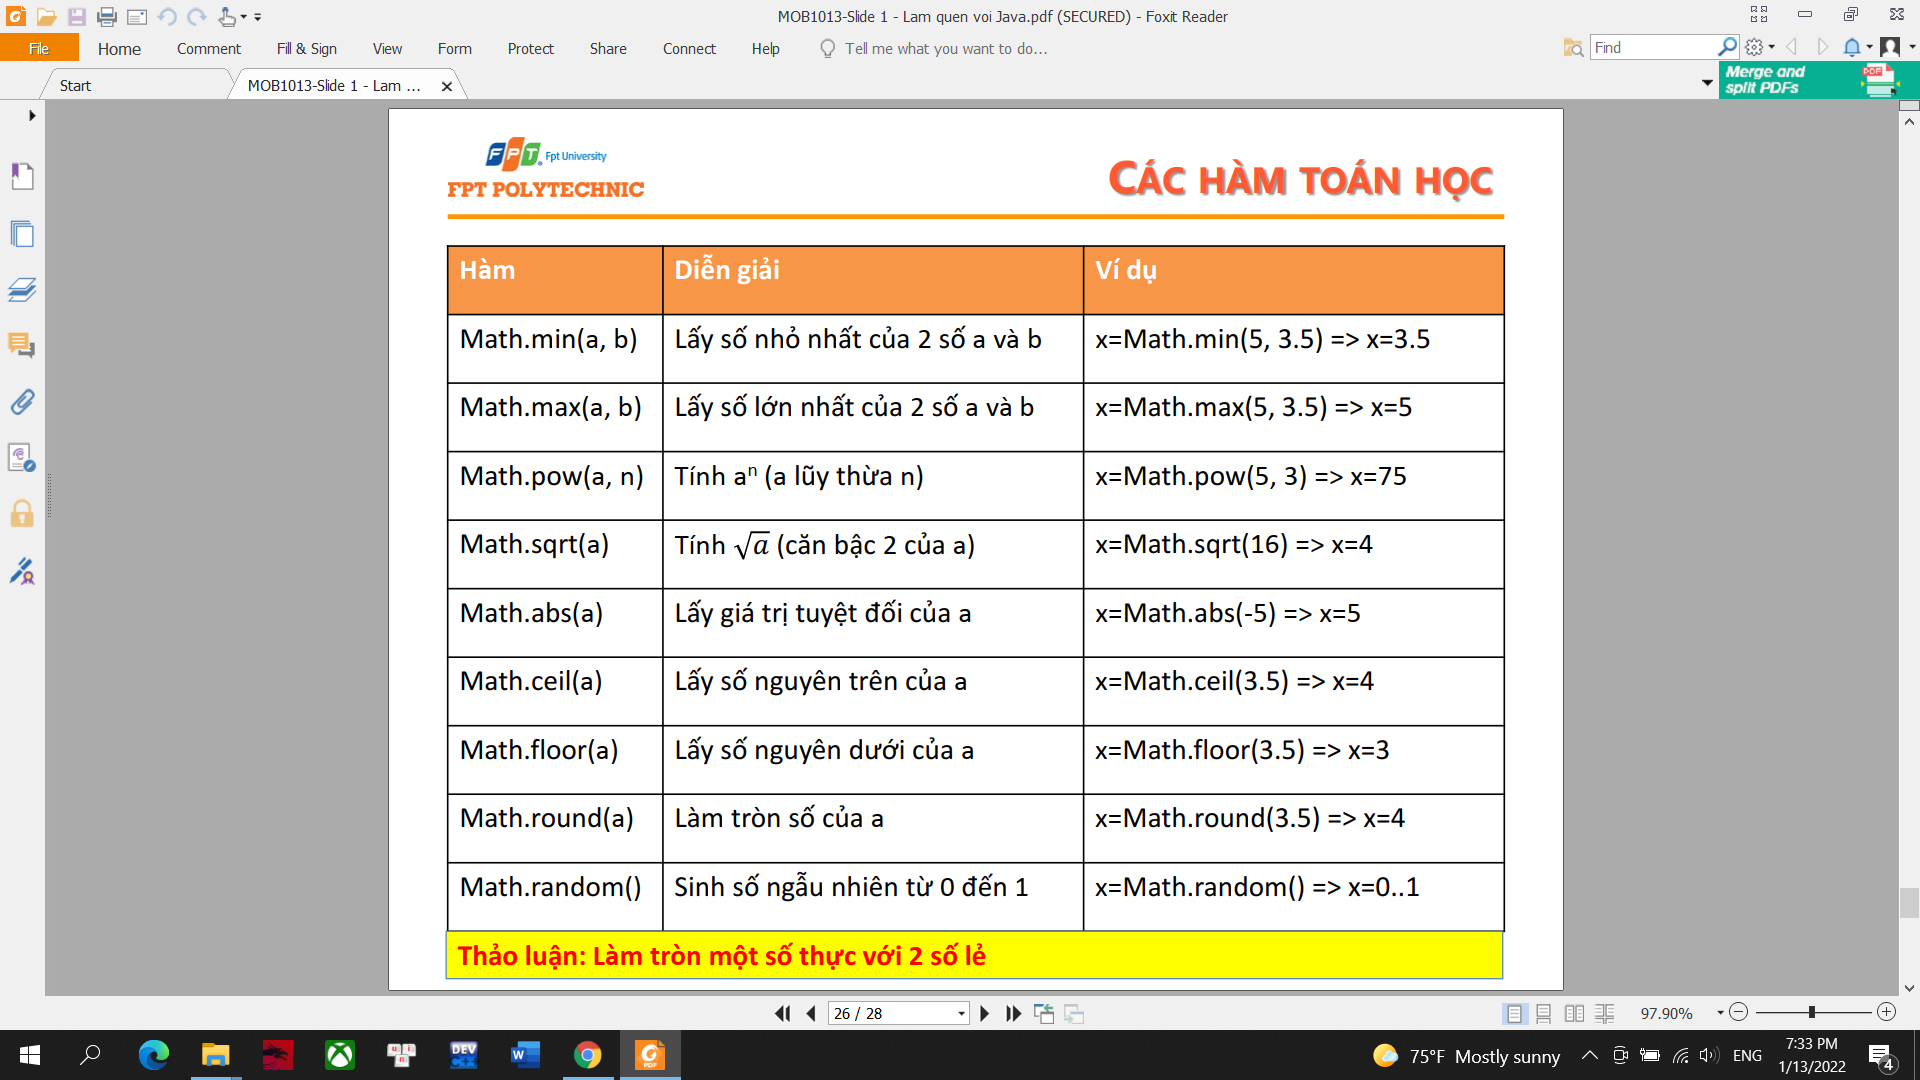 MOB1013-Slide 1 - Lam quen voi Java.pdf (SECURED) - Foxit Reader
File Home Comment Fill & Sign View Form Protect Share Connect Help Tell me what you want to do... Find
Start MOB1013-Slide 1 - Lam ... Merge and split PDFs PDF
FPT. Fpt University
FPT POLYTECHNIC
CÁC HÀM TOÁN HỌC
Hàm Diễn giải Ví dụ
Math.min(a, b) Lấy số nhỏ nhất của 2 số a và b x=Math.min(5, 3.5) => x=3.5
Math.max(a, b) Lấy số lớn nhất của 2 số a và b x=Math.max(5, 3.5) => x=5
Math.pow(a, n) Tính aⁿ (a lũy thừa n) x=Math.pow(5, 3) => x=75
Math.sqrt(a) Tính √a (căn bậc 2 của a) x=Math.sqrt(16) => x=4
Math.abs(a) Lấy giá trị tuyệt đối của a x=Math.abs(-5) => x=5
Math.ceil(a) Lấy số nguyên trên của a x=Math.ceil(3.5) => x=4
Math.floor(a) Lấy số nguyên dưới của a x=Math.floor(3.5) => x=3
Math.round(a) Làm tròn số của a x=Math.round(3.5) => x=4
Math.random() Sinh số ngẫu nhiên từ 0 đến 1 x=Math.random() => x=0..1
Thảo luận: Làm tròn một số thực với 2 số lẻ
26 / 28 97.90%
DEV C++ W PDF 75°F Mostly sunny ENG 7:33 PM
1/13/2022 4